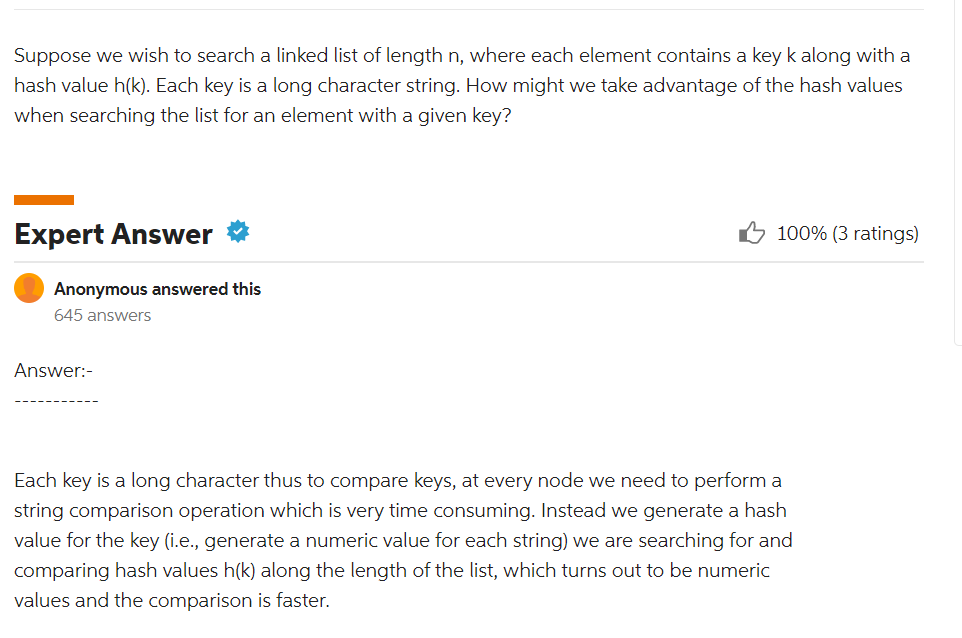 Suppose we wish to search a linked list of length n, where each element contains a key k along with a
hash value h(k). Each key is a long character string. How might we take advantage of the hash values
when searching the list for an element with a given key?
Expert Answer
100% (3 ratings)
Anonymous answered this
645 answers
Answer:-
-----------
Each key is a long character thus to compare keys, at every node we need to perform a
string comparison operation which is very time consuming. Instead we generate a hash
value for the key (i.e., generate a numeric value for each string) we are searching for and
comparing hash values h(k) along the length of the list, which turns out to be numeric
values and the comparison is faster.